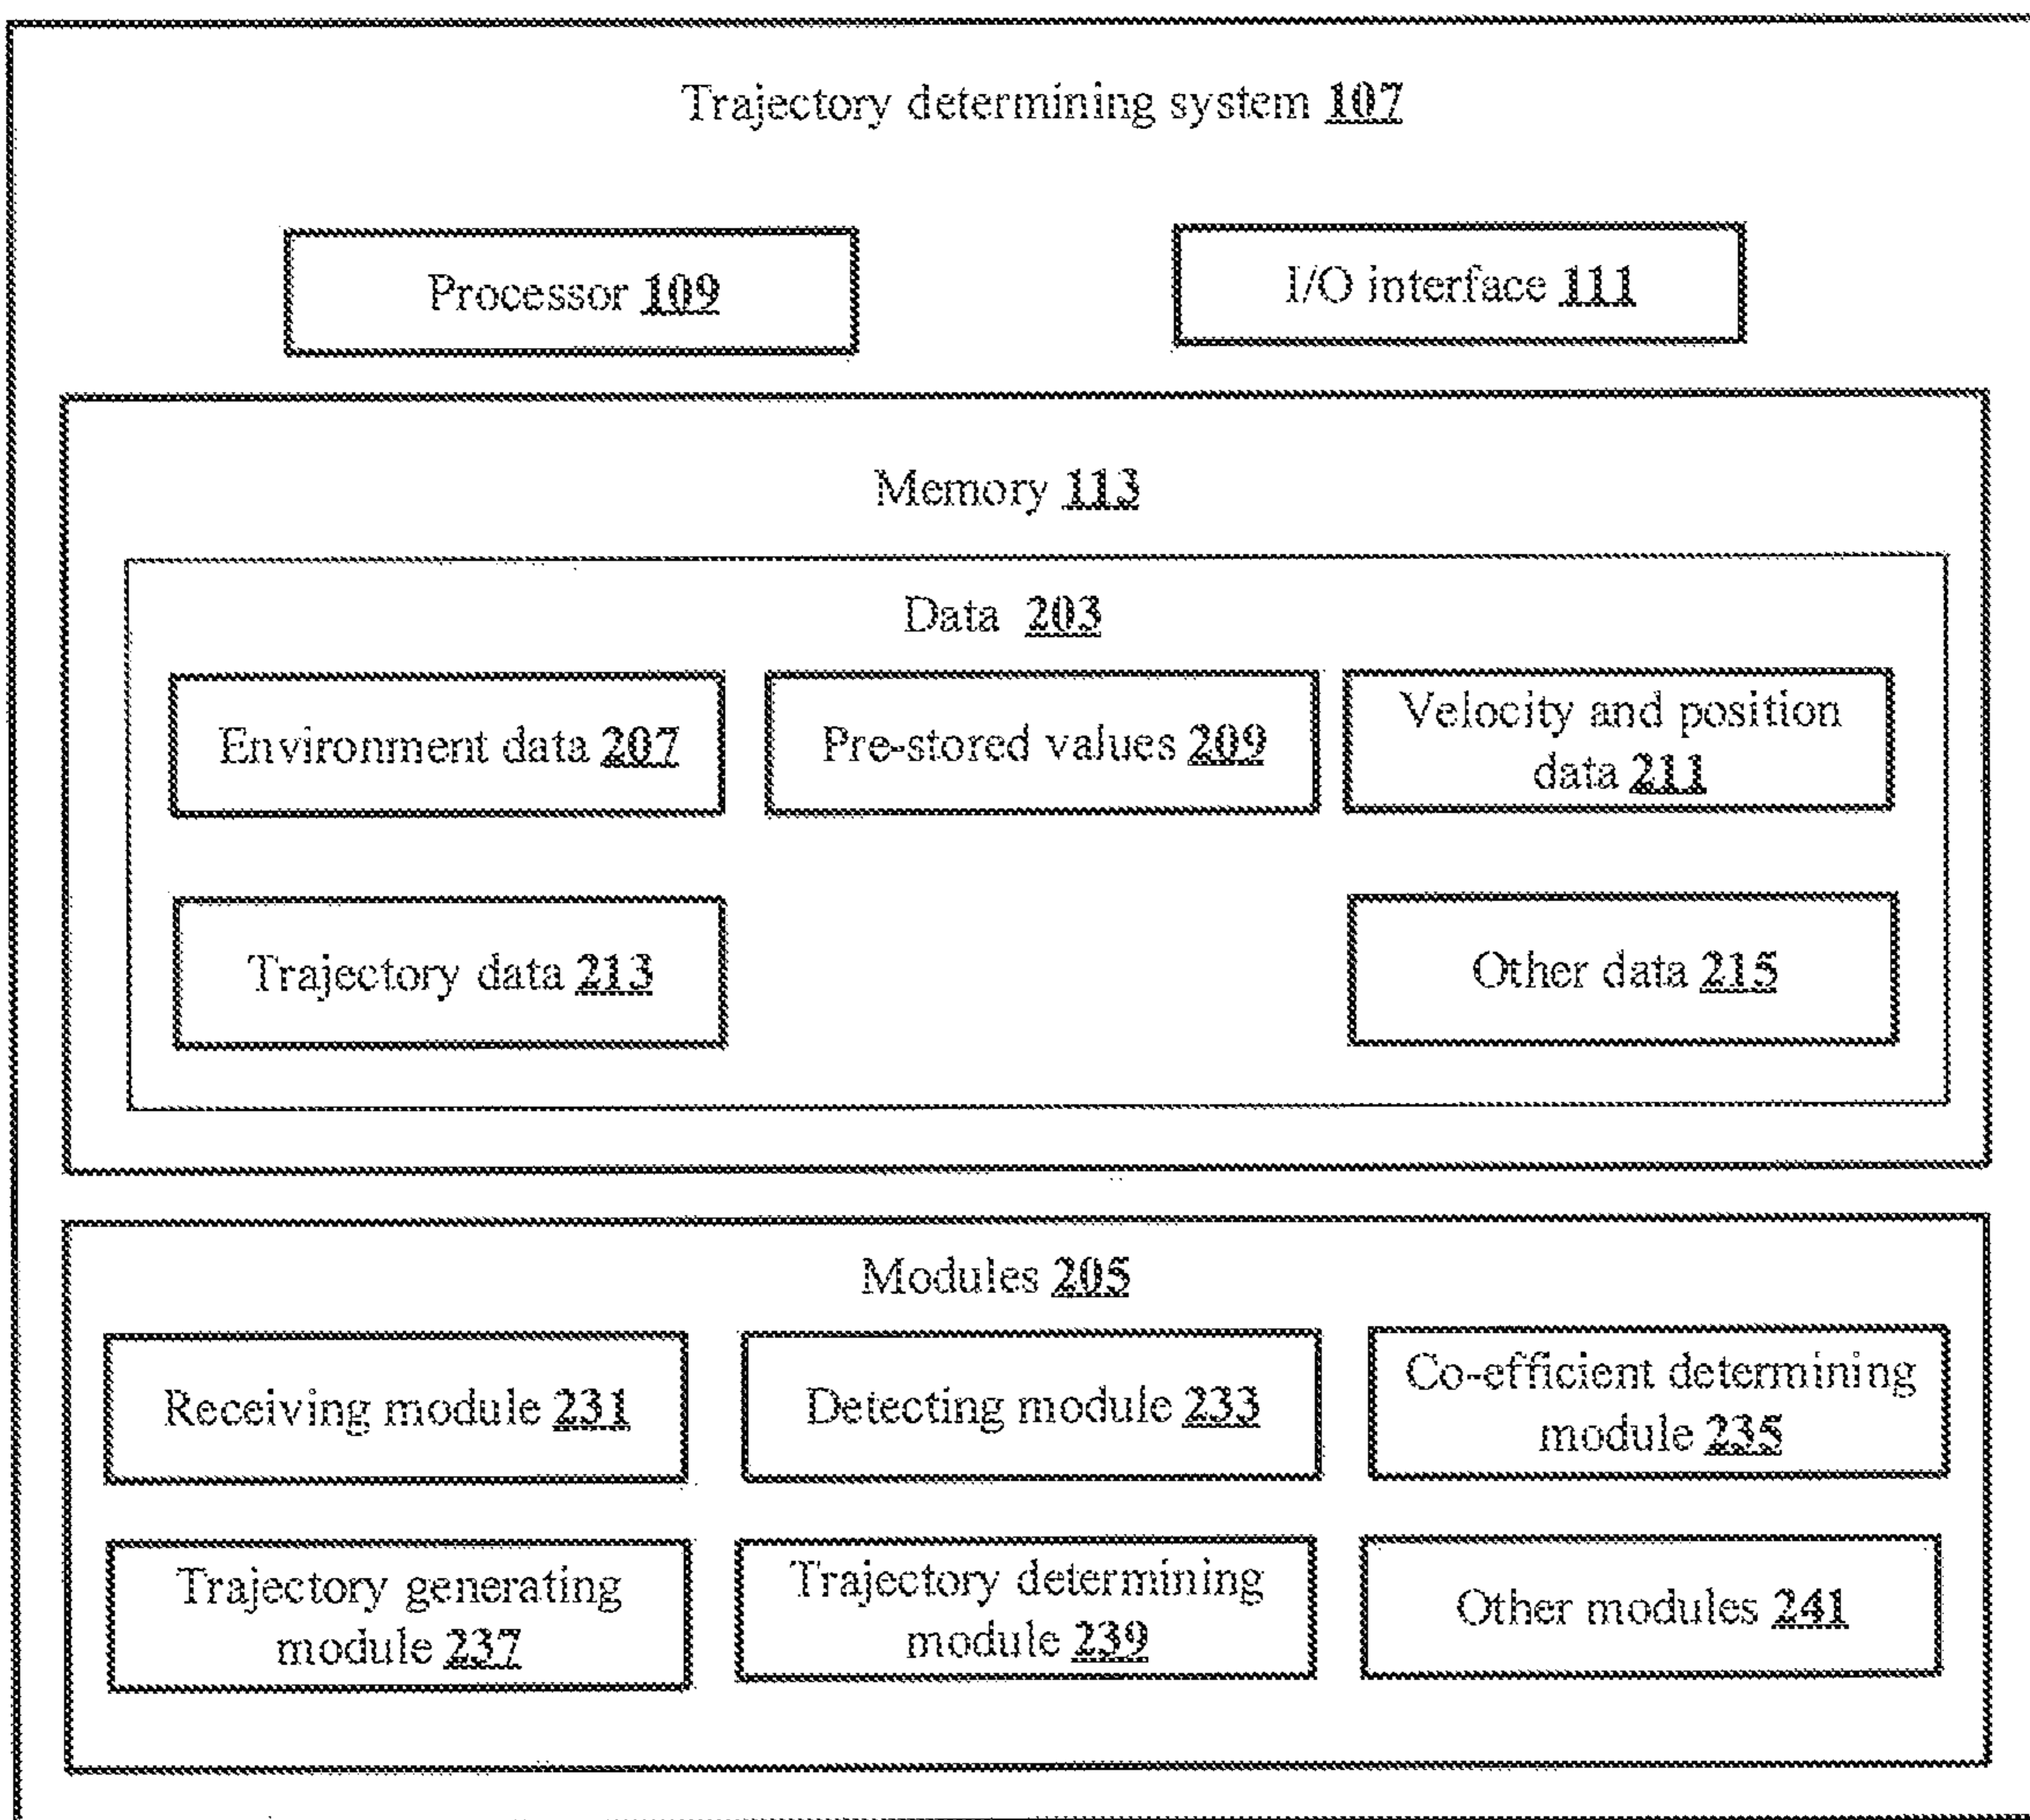 Trajectory determining system 107
Processor 109
I/O interface 111
Memory 113
Data 203
Environment data 207
Pre-stored values 209
Velocity and position
data 211
Trajectory data 213
Other data 215
Modules 205
Receiving module 231
Detecting module 233
Co-efficient determining
module 235
Trajectory generating
module 237
Trajectory determining
module 239
Other modules 241